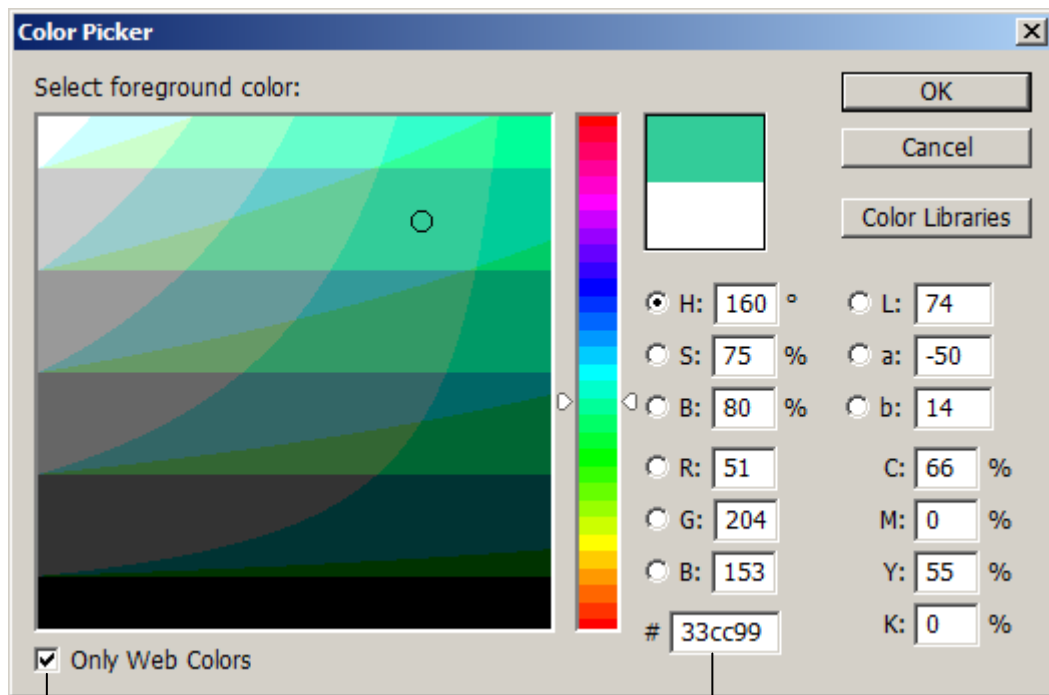 Color Picker
Select foreground color:
OK
Cancel
Color Libraries
H: 160 ° L: 74
S: 75 % a: -50
B: 80 % b: 14
R: 51 C: 66 %
G: 204 M: 0 %
B: 153 Y: 55 %
# 33cc99 K: 0 %
Only Web Colors